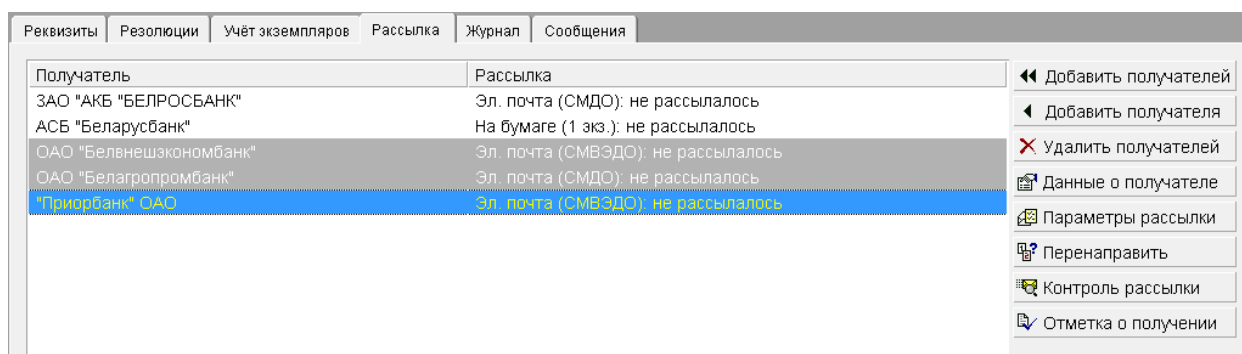 Реквизиты Резолюции Учёт экземпляров Рассылка Журнал Сообщения
Получатель Рассылка
ЗАО "АКБ "БЕЛРОСБАНК" Эл. почта (СМДО): не рассылалось
АСБ "Беларусбанк" На бумаге (1 экз.): не рассылалось
ОАО "Белвнешэкономбанк" Эл. почта (СМВЭДО): не рассылалось
ОАО "Белагропромбанк" Эл. почта (СМДО): не рассылалось
"Приорбанк" ОАО Эл. почта (СМВЭДО): не рассылалось
Добавить получателей
Добавить получателя
Удалить получателей
Данные о получателе
Параметры рассылки
Перенаправить
Контроль рассылки
Отметка о получении